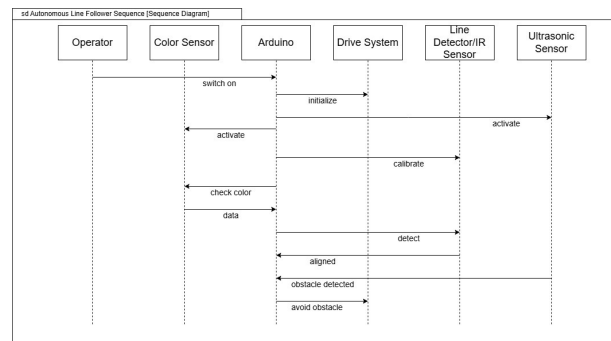 sd Autonomous Line Follower Sequence [Sequence Diagram]
Operator
Color Sensor
Arduino
Drive System
Line
Detector/IR
Sensor
Ultrasonic
Sensor
switch on
initialize
activate
activate
calibrate
check color
data
detect
aligned
obstacle detected
avoid obstacle